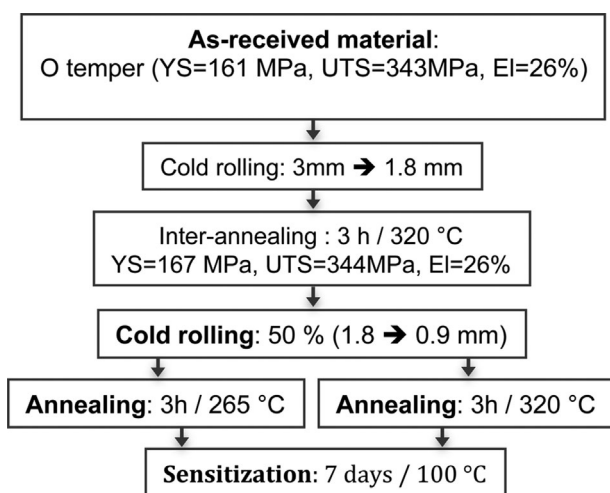 As-received material:
O temper (YS=161 MPa, UTS=343MPa, El=26%)
Cold rolling: 3mm ➔ 1.8 mm
Inter-annealing : 3 h / 320 °C
YS=167 MPa, UTS=344MPa, El=26%
Cold rolling: 50 % (1.8 ➔ 0.9 mm)
Annealing: 3h / 265 °C
Annealing: 3h / 320 °C
Sensitization: 7 days / 100 °C